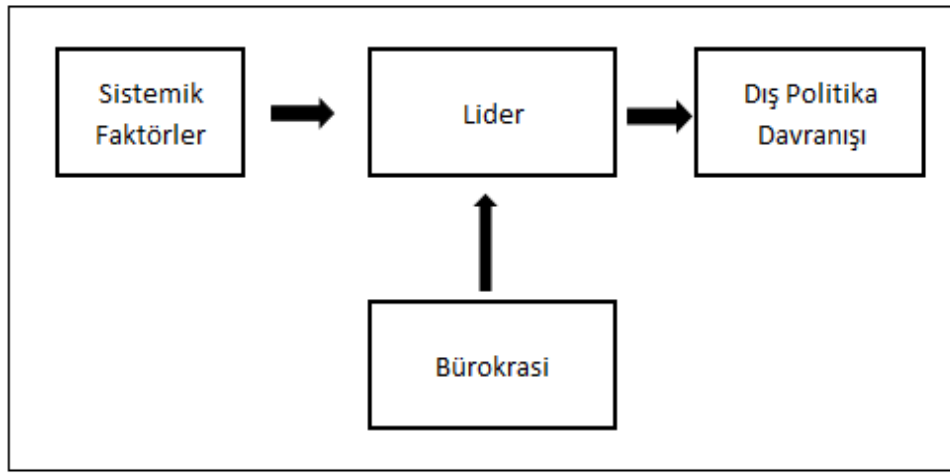 Sistemik
Faktörler
Lider
Dış Politika
Davranışı
Bürokrasi